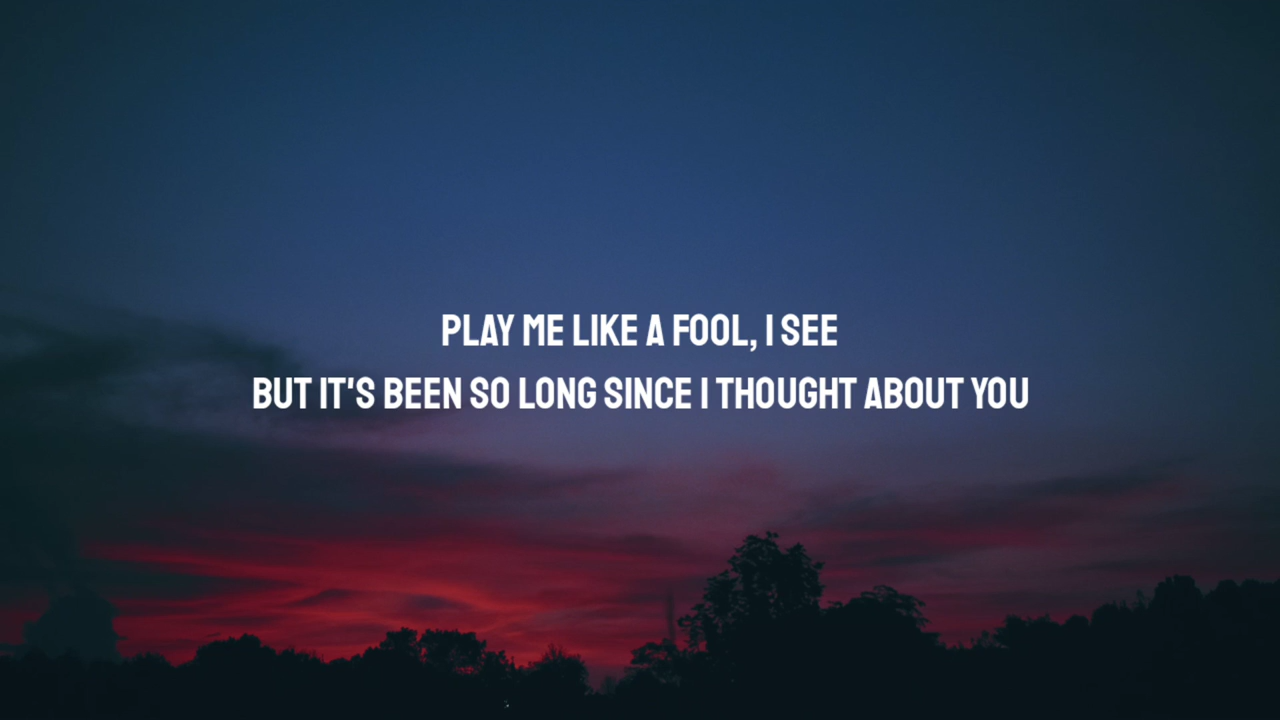 PLAY ME LIKE A FOOL, I SEE
BUT IT'S BEEN SO LONG SINCE I THOUGHT ABOUT YOU